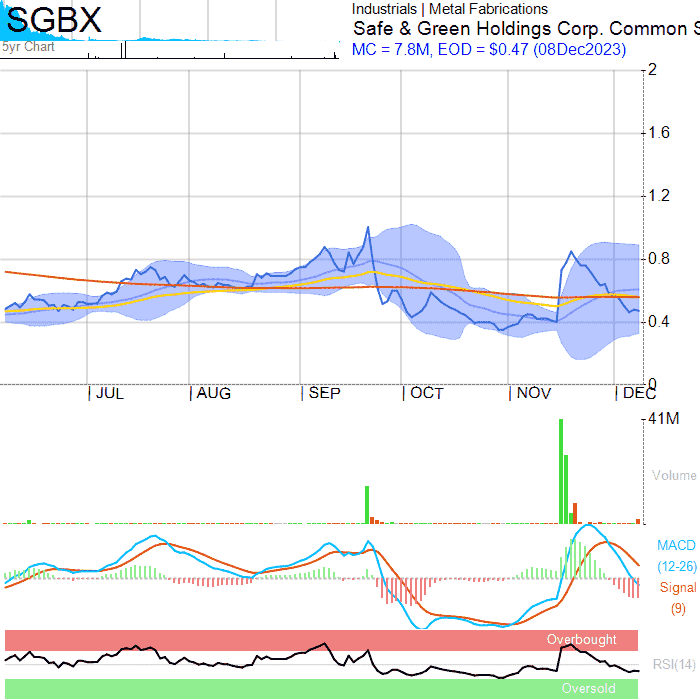 SGBX
5yr Chart
Industrials | Metal Fabrications
Safe & Green Holdings Corp. Common S
MC = 7.8M, EOD = $0.47 (08Dec2023)
2
1.6
1.2
0.8
0.4
0
JUL AUG SEP OCT NOV DEC
41M
Volume
MACD
(12-26)
Signal
(9)
Overbought
RSI(14)
Oversold